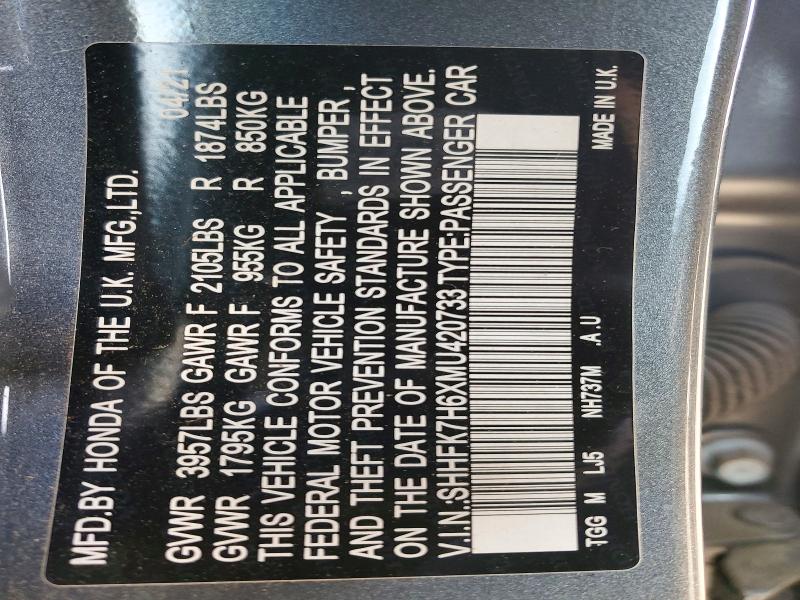 MFD.BY HONDA OF THE U.K. MFG.,LTD. 04/21
GVWR 3957LBS GAWR F 2105LBS R 1874LBS
GVWR 1795KG GAWR F 955KG R 850KG
THIS VEHICLE CONFORMS TO ALL APPLICABLE
FEDERAL MOTOR VEHICLE SAFETY , BUMPER ,
AND THEFT PREVENTION STANDARDS IN EFFECT
ON THE DATE OF MANUFACTURE SHOWN ABOVE.
V.I.N.:SHHFK7H6XMU420733 TYPE:PASSENGER CAR
TGG M LJ5 NH737M A.U MADE IN U.K.